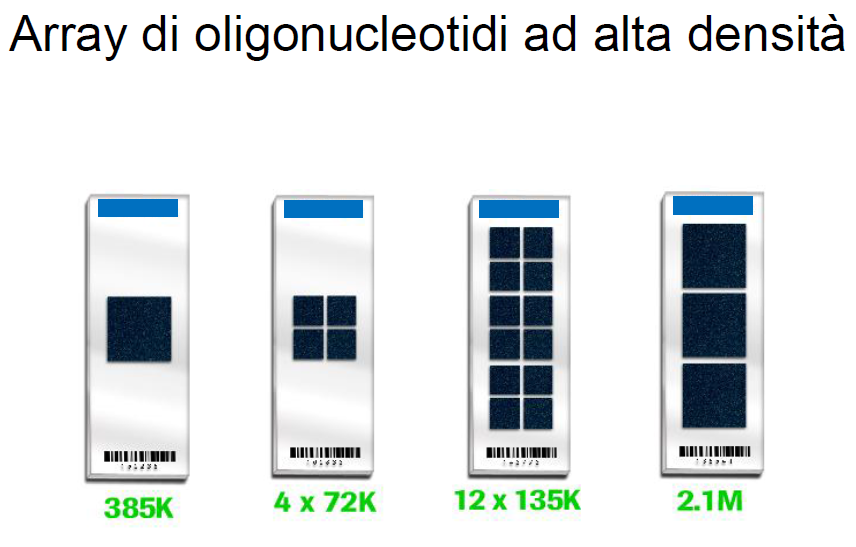 Array di oligonucleotidi ad alta densità
385K
4 x 72K
12 x 135K
2.1M